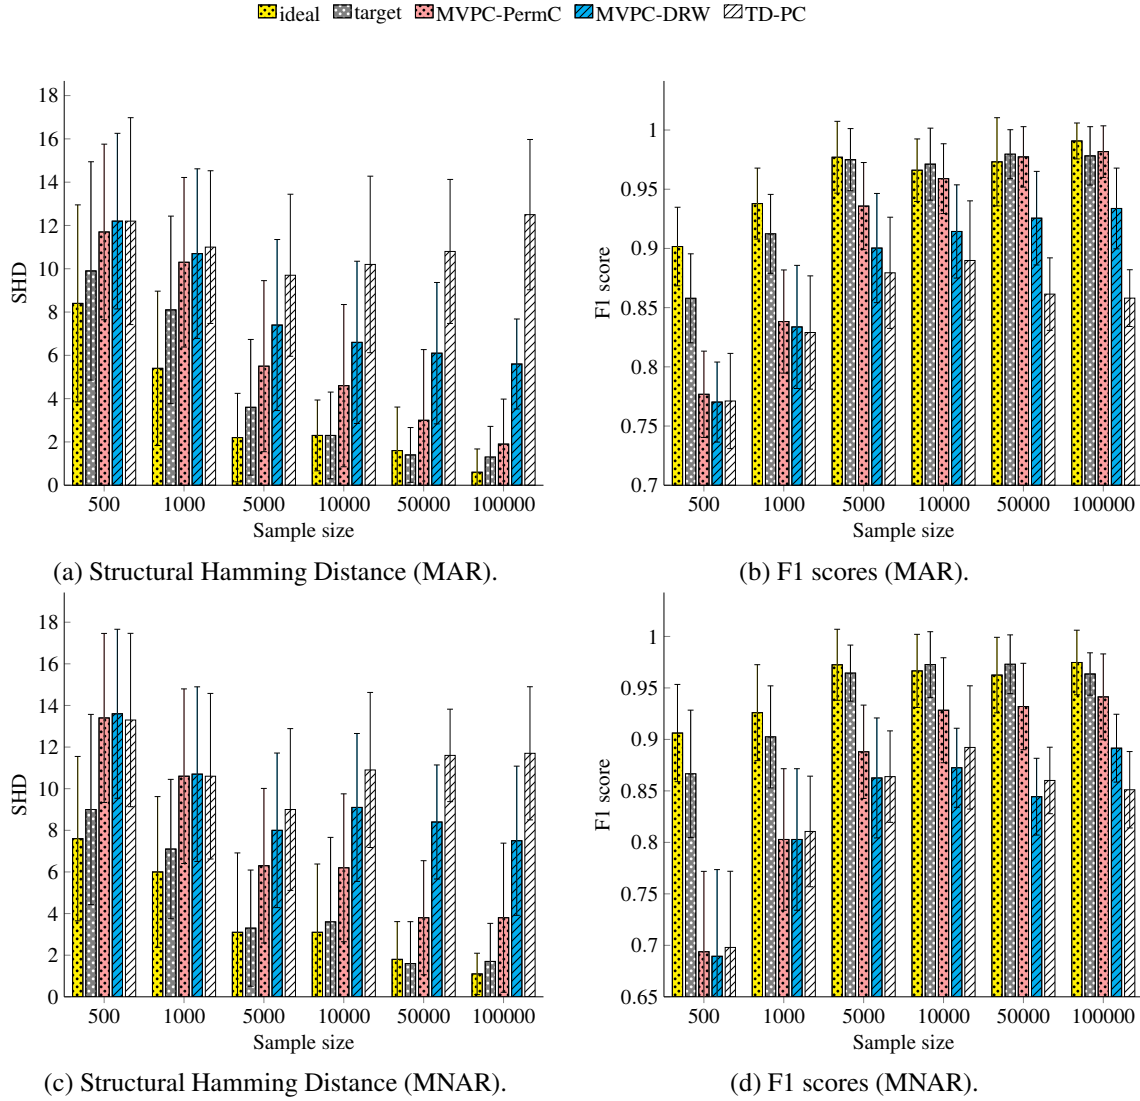 ideal target MVPC-PermC MVPC-DRW TD-PC
18
16
14
12
10
8
6
4
2
0
SHD
500 1000 5000 10000 50000 100000
Sample size
(a) Structural Hamming Distance (MAR).
1
0.95
0.9
0.85
0.8
0.75
0.7
F1 score
500 1000 5000 10000 50000 100000
Sample size
(b) F1 scores (MAR).
18
16
14
12
10
8
6
4
2
0
SHD
500 1000 5000 10000 50000 100000
Sample size
(c) Structural Hamming Distance (MNAR).
1
0.95
0.9
0.85
0.8
0.75
0.7
0.65
F1 score
500 1000 5000 10000 50000 100000
Sample size
(d) F1 scores (MNAR).